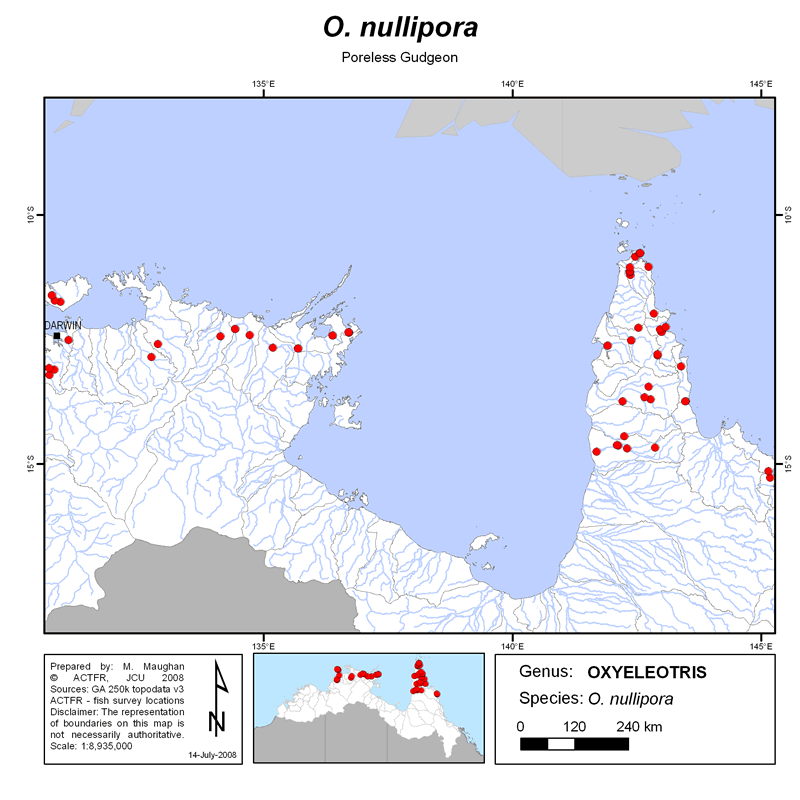 O. nullipora
Poreless Gudgeon
135°E
140°E
145°E
10°S
10°S
DARWIN
15°S
15°S
135°E
140°E
145°E
Prepared by: M. Maughan
© ACTFR, JCU 2008
Sources: GA 250k topodata v3
ACTFR - fish survey locations
Disclaimer: The representation
of boundaries on this map is
not necessarily authoritative.
Scale: 1:8,935,000
N
14-July-2008
Genus: OXYELEOTRIS
Species: O. nullipora
0 120 240 km